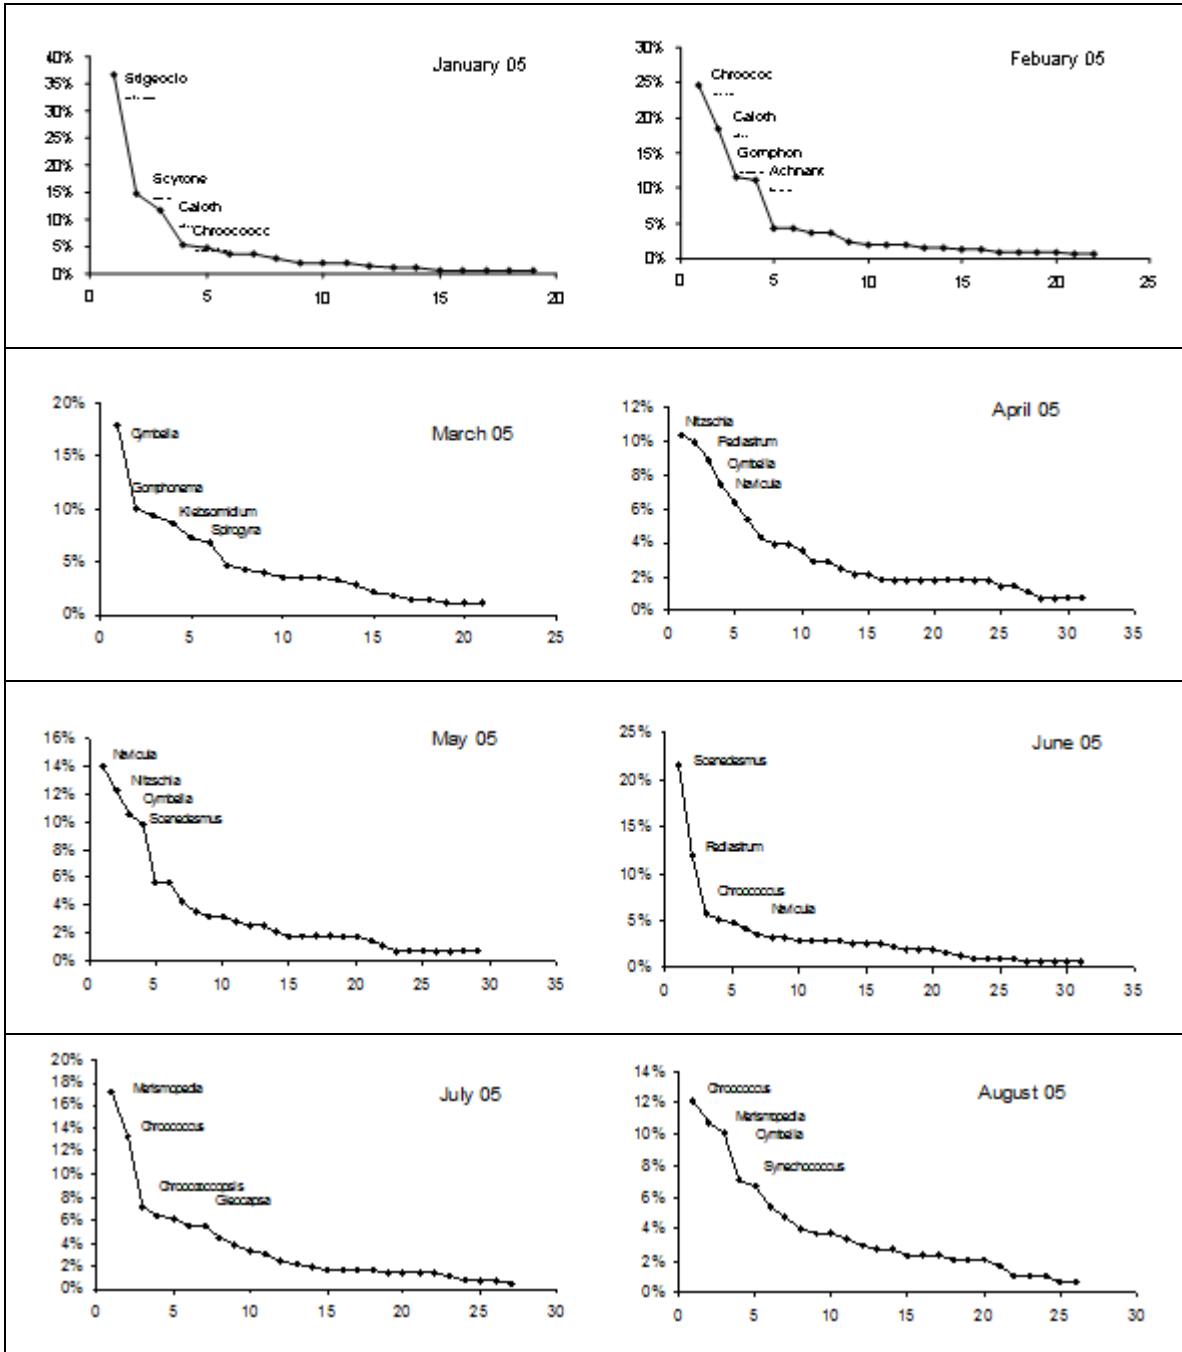 January 05
40%
35%
30%
25%
20%
15%
10%
5%
0%
Stigeoclo
Scytone
Caloth
Chroococc
0 5 10 15 20
Febuary 05
30%
25%
20%
15%
10%
5%
0%
Chroococ
Caloth
Gomphon
Achnant
0 5 10 15 20 25
March 05
20%
15%
10%
5%
0%
Cymbella
Gomphonema
Klebsormidium
Spirogyra
0 5 10 15 20 25
April 05
12%
10%
8%
6%
4%
2%
0%
Nitzschia
Pediastrum
Cymbella
Navicula
0 5 10 15 20 25 30 35
May 05
16%
14%
12%
10%
8%
6%
4%
2%
0%
Navicula
Nitzschia
Cymbella
Scenedesmus
0 5 10 15 20 25 30 35
June 05
25%
20%
15%
10%
5%
0%
Scenedesmus
Pediastrum
Chroococcus
Navicula
0 5 10 15 20 25 30 35
July 05
20%
18%
16%
14%
12%
10%
8%
6%
4%
2%
0%
Merismopedia
Chroococcus
Chroococcopsis
Gleocapsa
0 5 10 15 20 25 30
August 05
14%
12%
10%
8%
6%
4%
2%
0%
Chroococcus
Merismopedia
Cymbella
Synechococcus
0 5 10 15 20 25 30